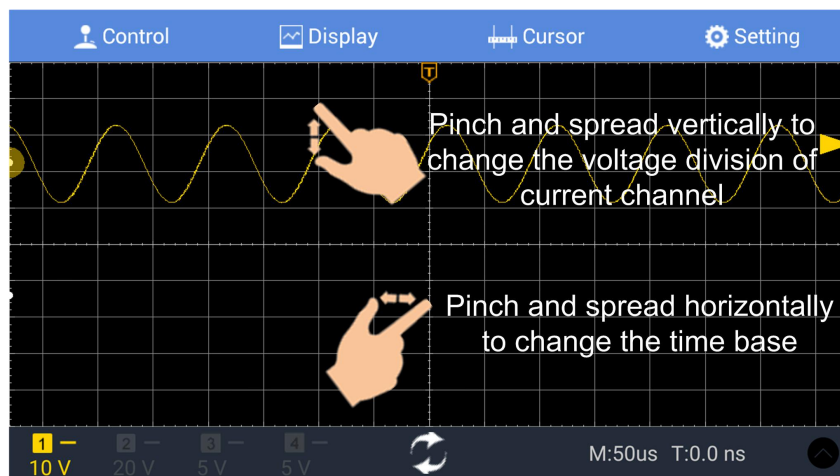 Control Display Cursor Setting
T
Pinch and spread vertically to
change the voltage division of
current channel
Pinch and spread horizontally
to change the time base
1 2 3 4
10 V 20 V 5 V 5 V
M:50us T:0.0 ns